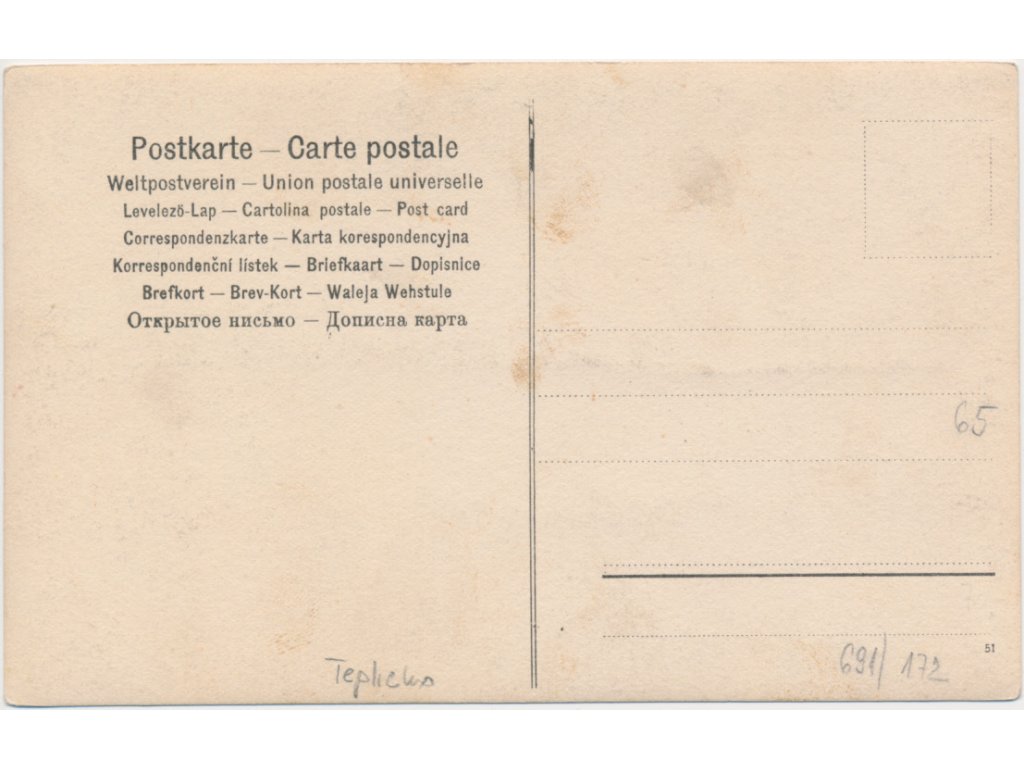 Postkarte — Carte postale
Weltpostverein — Union postale universelle
Levelező-Lap — Cartolina postale — Post card
Correspondenzkarte — Karta korespondencyjna
Korrespondenční lístek — Briefkaart — Dopisnice
Brefkort — Brev-Kort — Waleja Wehstule
Открытое письмо — Дописна карта
65
Teplicko
691/172
51